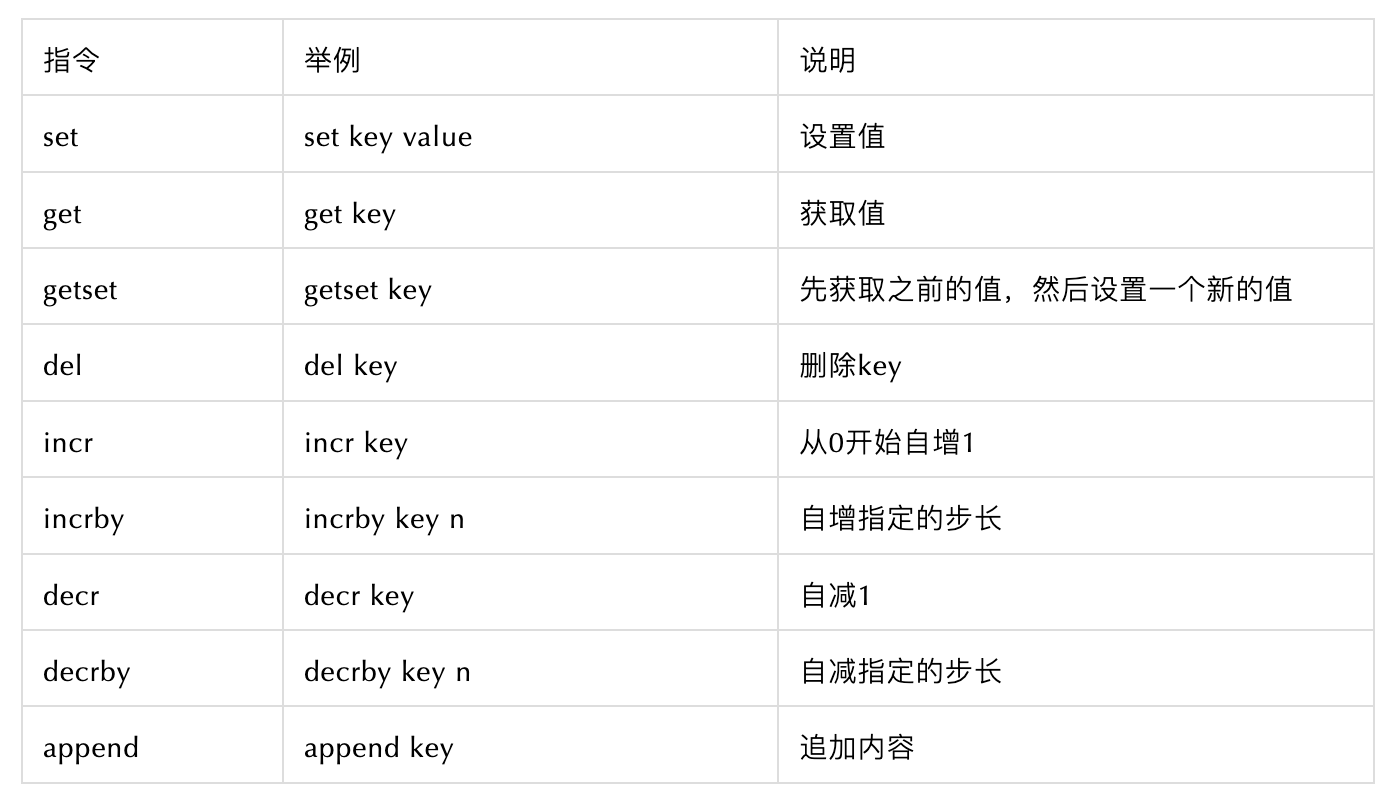 指令 举例 说明
set set key value 设置值
get get key 获取值
getset getset key 先获取之前的值，然后设置一个新的值
del del key 删除key
incr incr key 从0开始自增1
incrby incrby key n 自增指定的步长
decr decr key 自减1
decrby decrby key n 自减指定的步长
append append key 追加内容